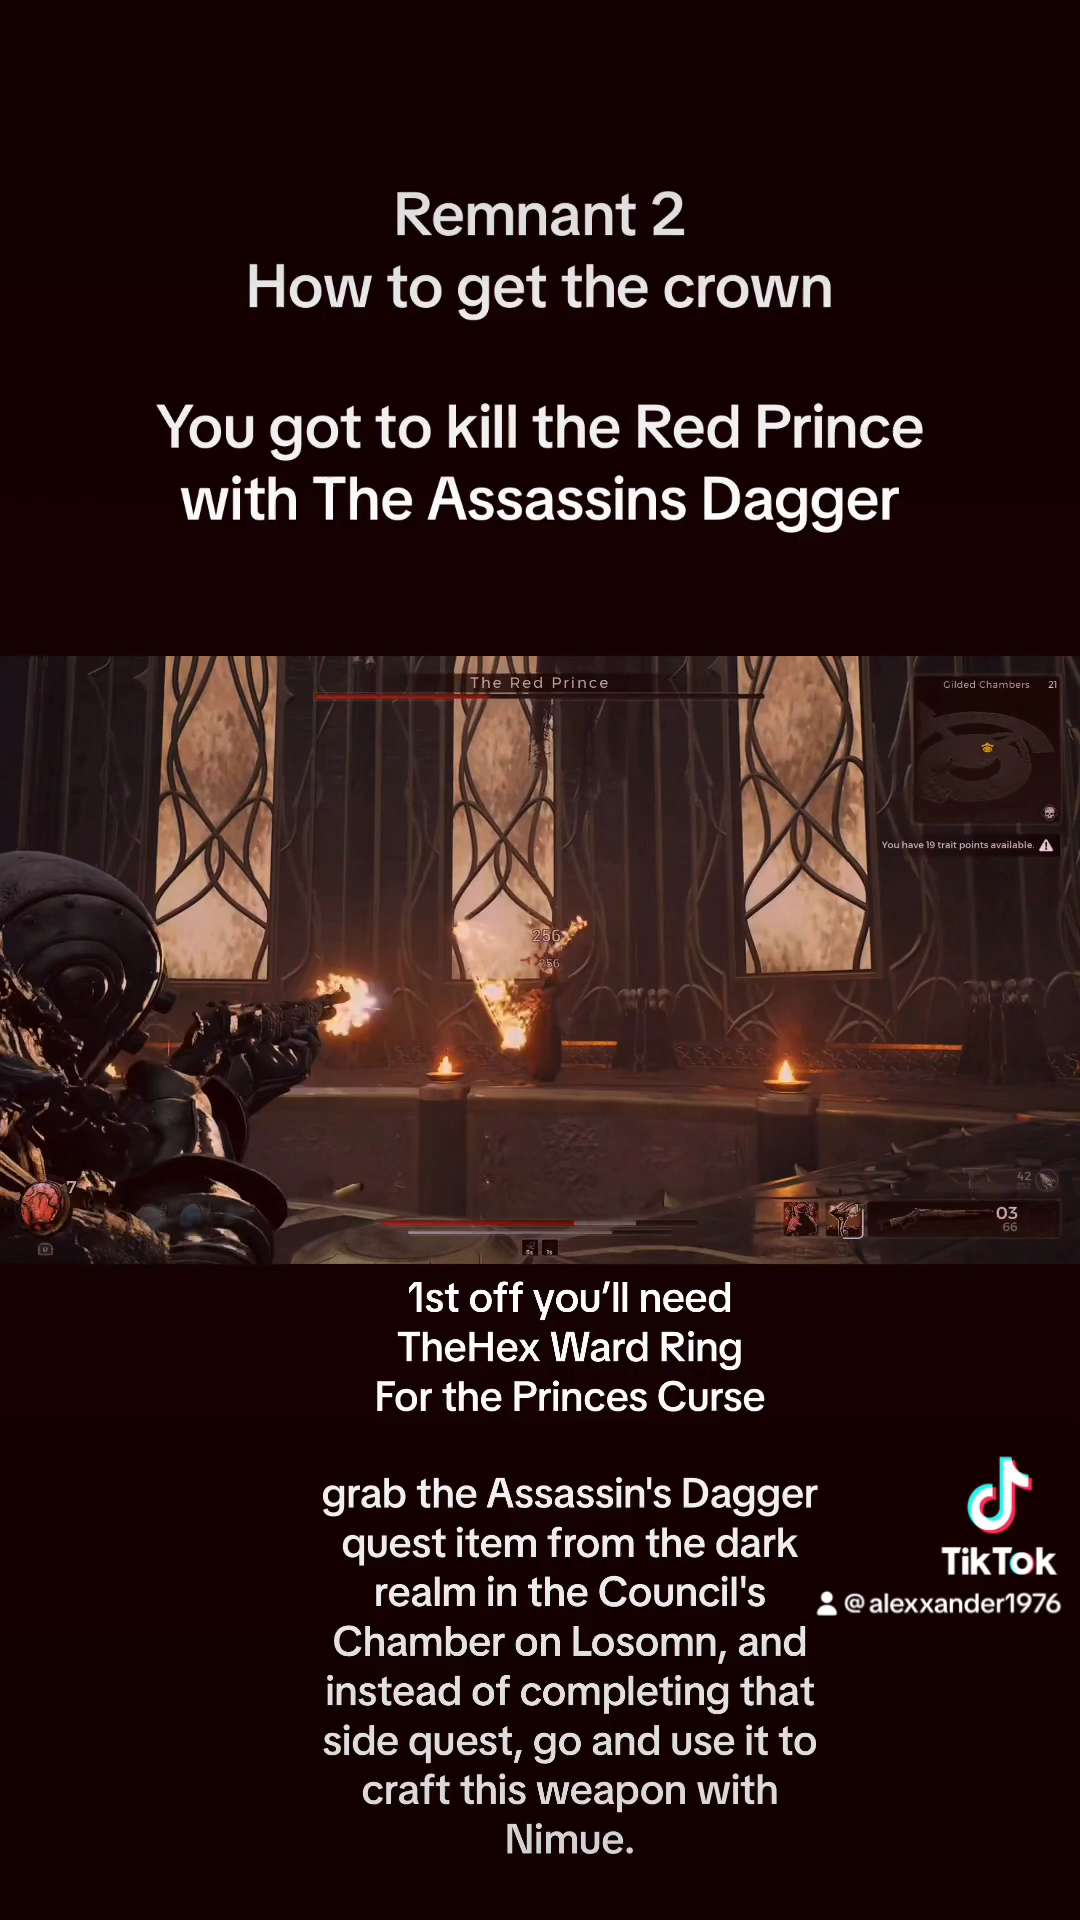 Remnant 2
How to get the crown
You got to kill the Red Prince
with The Assassins Dagger
The Red Prince
Gilded Chambers 21
You have 19 trait points available.
256
256
7
42
03
66
1st off you’ll need
TheHex Ward Ring
For the Princes Curse
grab the Assassin's Dagger
quest item from the dark
realm in the Council's
Chamber on Losomn, and
instead of completing that
side quest, go and use it to
craft this weapon with
Nimue.
TikTok
@alexxander1976